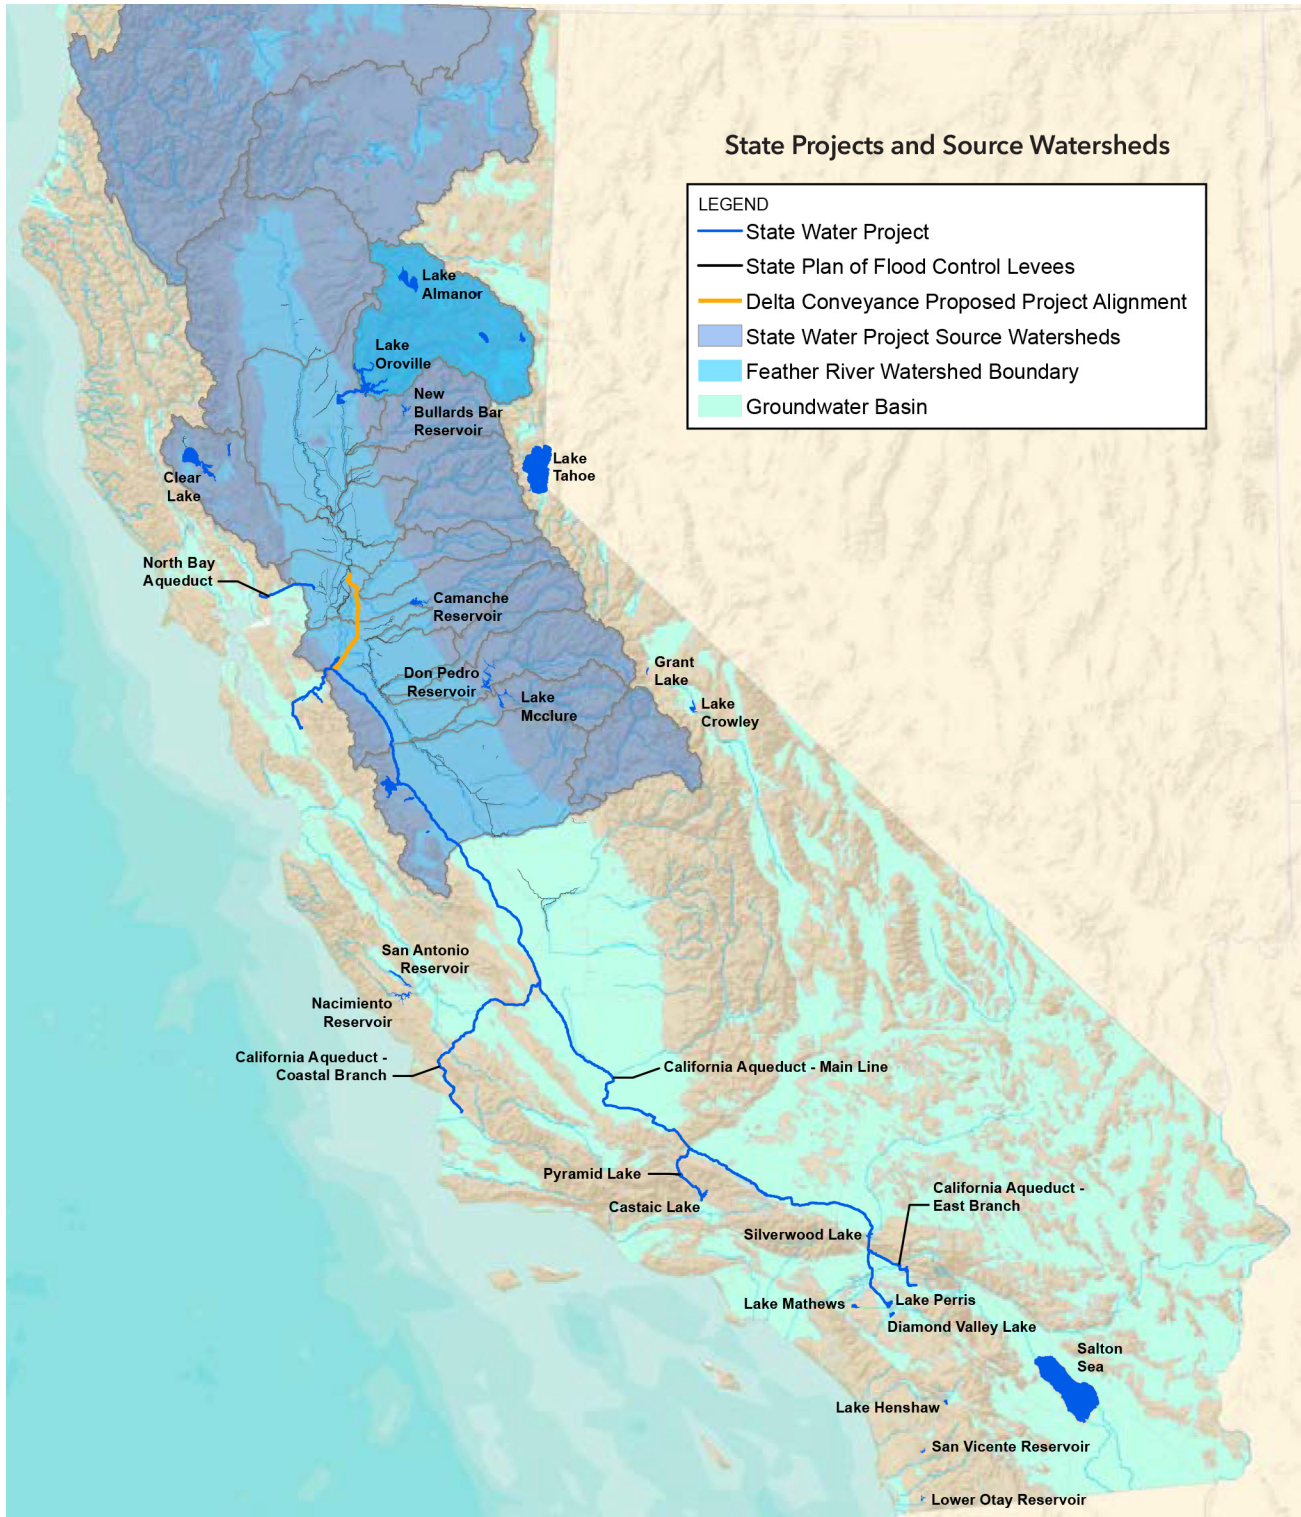 State Projects and Source Watersheds
LEGEND
State Water Project
State Plan of Flood Control Levees
Delta Conveyance Proposed Project Alignment
State Water Project Source Watersheds
Feather River Watershed Boundary
Groundwater Basin
Lake
Almanor
Lake
Oroville
New
Bullards Bar
Reservoir
Clear
Lake
Lake
Tahoe
North Bay
Aqueduct
Camanche
Reservoir
Don Pedro
Reservoir
Lake
Mcclure
Grant
Lake
Lake
Crowley
San Antonio
Reservoir
Nacimiento
Reservoir
California Aqueduct -
Coastal Branch
California Aqueduct - Main Line
Pyramid Lake
Castaic Lake
California Aqueduct -
East Branch
Silverwood Lake
Lake Mathews
Lake Perris
Diamond Valley Lake
Salton
Sea
Lake Henshaw
San Vicente Reservoir
Lower Otay Reservoir